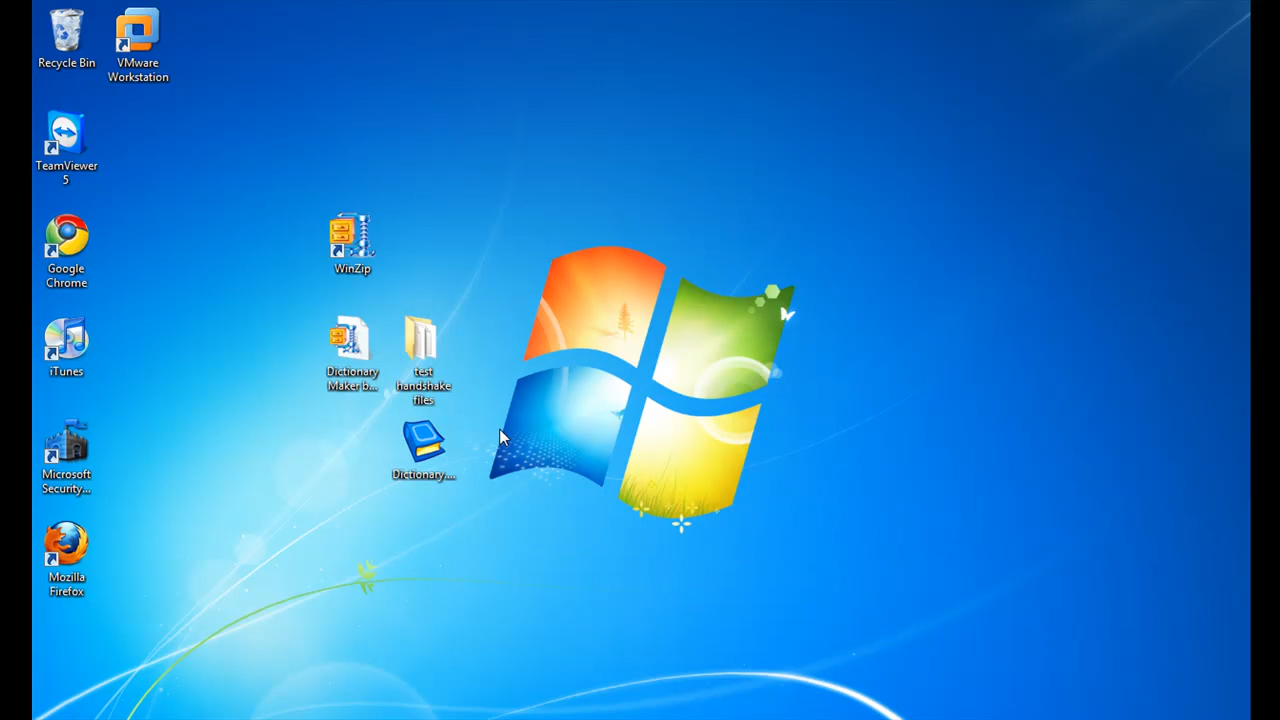 Recycle Bin
VMware
Workstation
TeamViewer
5
Google
Chrome
WinZip
iTunes
Dictionary
Maker b...
test
handshake
files
Microsoft
Security...
Dictionary....
Mozilla
Firefox